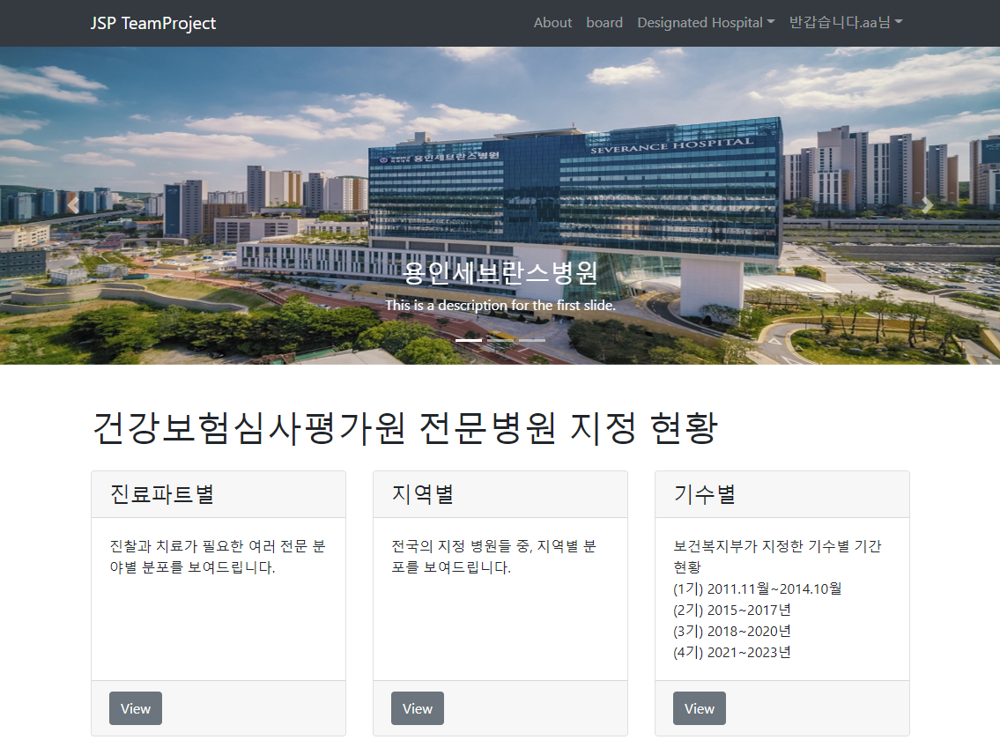 JSP TeamProject
About board Designated Hospital 반갑습니다.aa님
용인세브란스병원
SEVERANCE HOSPITAL
용인세브란스병원
This is a description for the first slide.
건강보험심사평가원 전문병원 지정 현황
진료파트별
진찰과 치료가 필요한 여러 전문 분
야별 분포를 보여드립니다.
View
지역별
전국의 지정 병원들 중, 지역별 분
포를 보여드립니다.
View
기수별
보건복지부가 지정한 기수별 기간
현황
(1기) 2011.11월~2014.10월
(2기) 2015~2017년
(3기) 2018~2020년
(4기) 2021~2023년
View